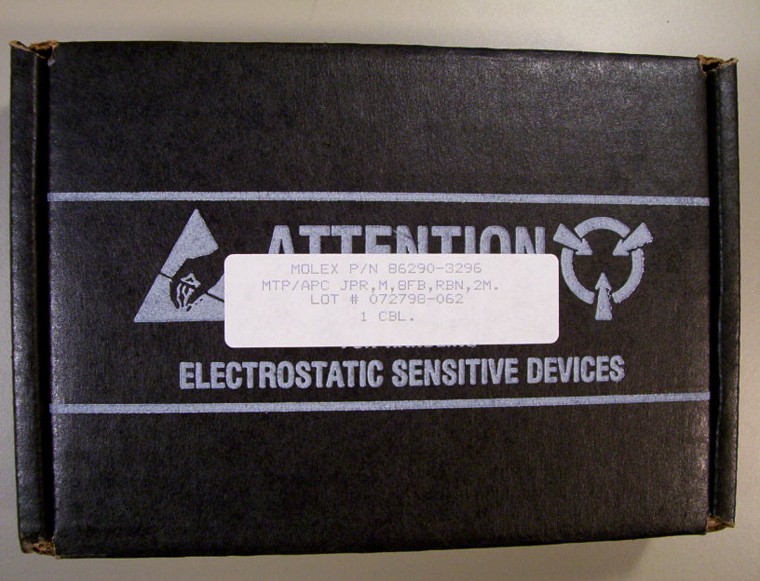 ATTENTION
MOLEX P/N 86290-3296
MTP/APC JPR,M,8FB,RBN,2M.
LOT # 072798-062
1 CBL.
ELECTROSTATIC SENSITIVE DEVICES